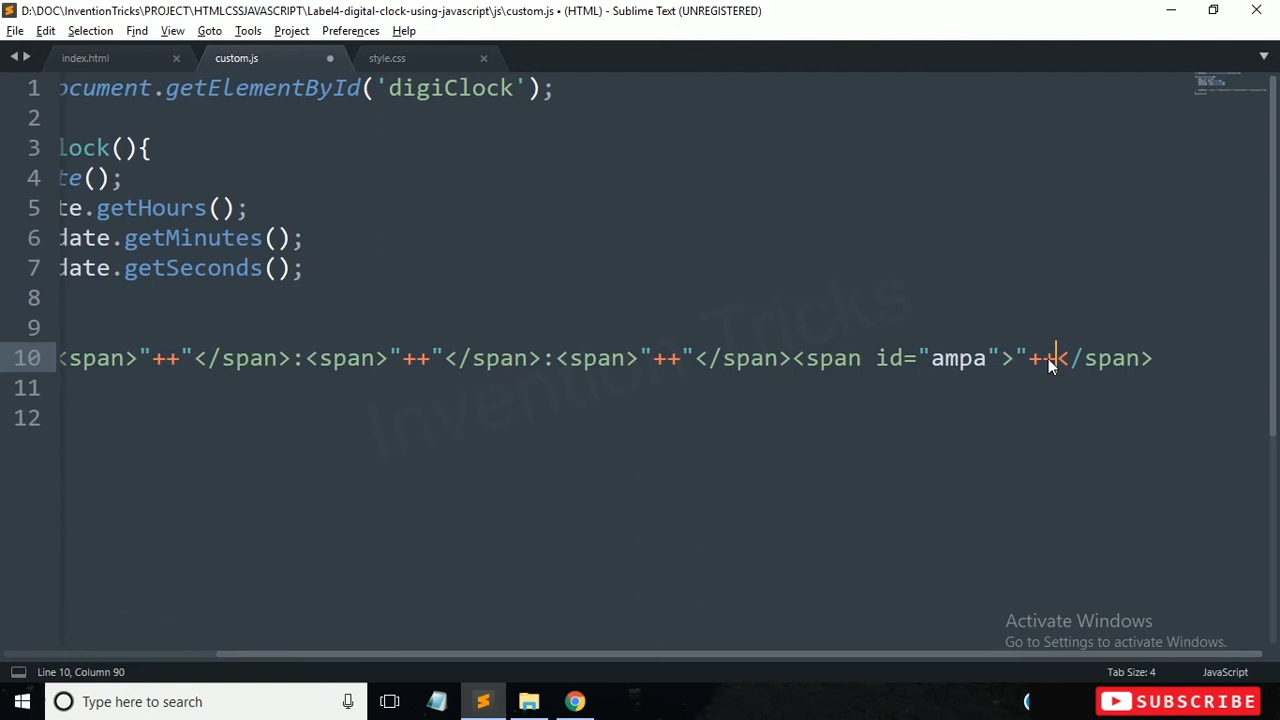 D:\DOC\InventionTricks\PROJECT\HTMLCSSJAVASCRIPT\Label4-digital-clock-using-javascript\js\custom.js • (HTML) - Sublime Text (UNREGISTERED)
File Edit Selection Find View Goto Tools Project Preferences Help
index.html custom.js style.css
1 ocument.getElementById('digiClock');
2
3 lock(){
4 te();
5 te.getHours();
6 date.getMinutes();
7 date.getSeconds();
8
9
10 <span>"++"</span>:<span>"++"</span>:<span>"++"</span><span id="ampa">"++</span>
11
12
Invention Tricks
Activate Windows
Go to Settings to activate Windows.
Line 10, Column 90 Tab Size: 4 JavaScript
Type here to search SUBSCRIBE